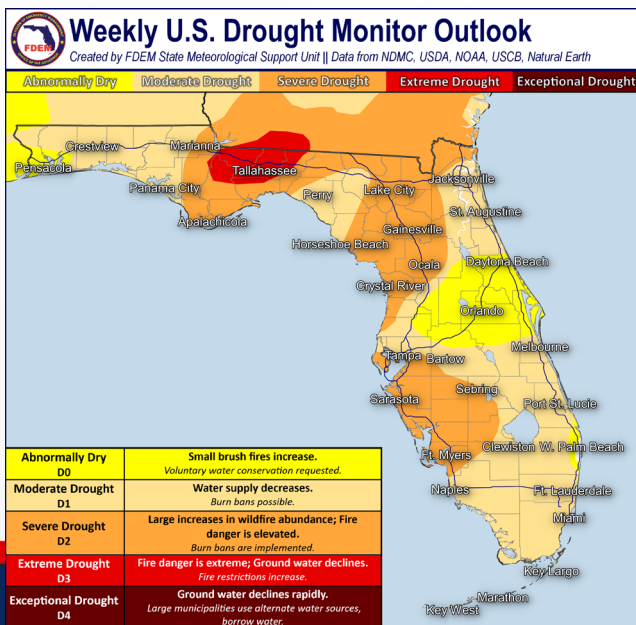 Weekly U.S. Drought Monitor Outlook
FDEM
Created by FDEM State Meteorological Support Unit || Data from NDMC, USDA, NOAA, USCB, Natural Earth
Abnormally Dry Moderate Drought Severe Drought Extreme Drought Exceptional Drought
Crestview
Marianna
Pensacola
Tallahassee
Panama City
Perry
Lake City
Jacksonville
Apalachicola
St. Augustine
Gainesville
Horseshoe Beach
Ocala
Daytona Beach
Crystal River
Orlando
Melbourne
Tampa
Bartow
Sebring
Sarasota
Port St. Lucie
Ft. Myers
Clewiston
W. Palm Beach
Naples
Ft. Lauderdale
Miami
Key Largo
Marathon
Key West
Abnormally Dry
D0
Small brush fires increase.
Voluntary water conservation requested.
Moderate Drought
D1
Water supply decreases.
Burn bans possible.
Severe Drought
D2
Large increases in wildfire abundance; Fire
danger is elevated.
Burn bans are implemented.
Extreme Drought
D3
Fire danger is extreme; Ground water declines.
Fire restrictions increase.
Exceptional Drought
D4
Ground water declines rapidly.
Large municipalities use alternate water sources,
borrow water.